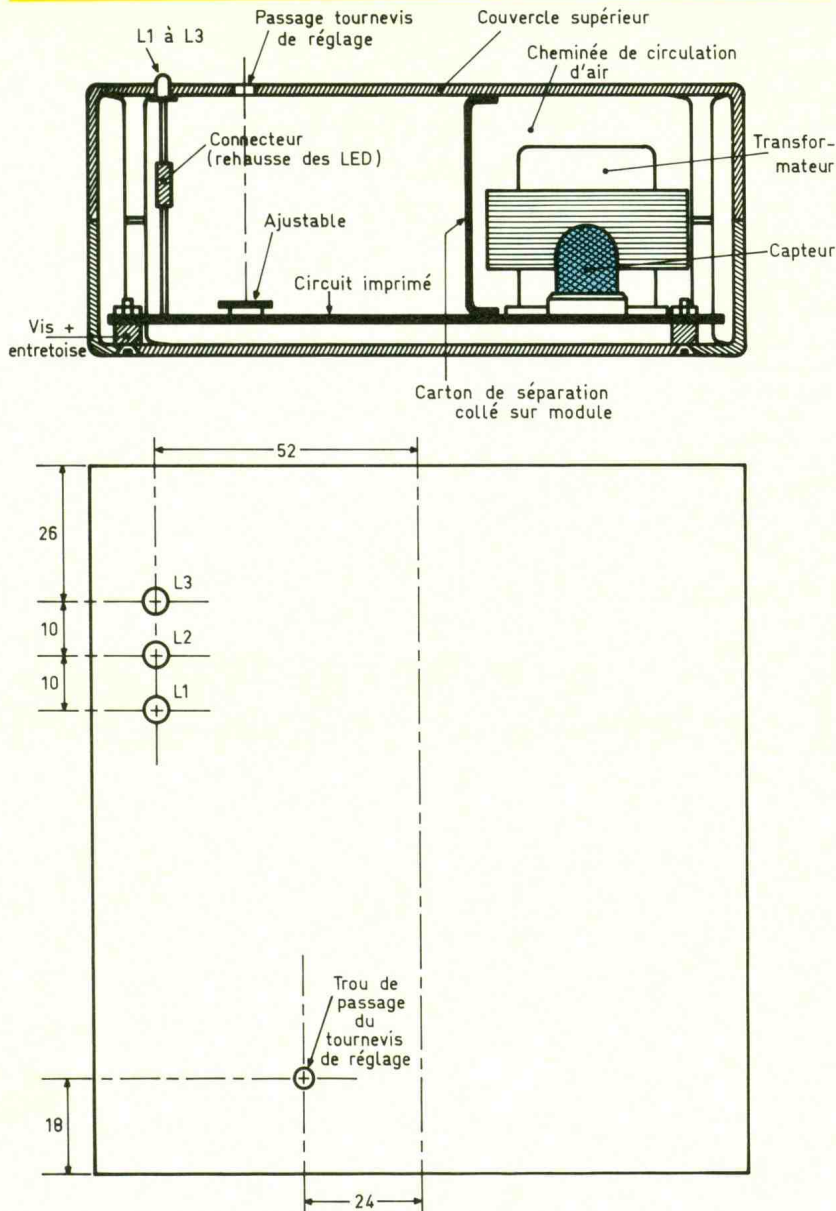 L1 à L3
Passage tournevis
de réglage
Couvercle supérieur
Cheminée de circulation
d'air
Connecteur
(rehausse des LED)
Transfor-
mateur
Ajustable
Capteur
Circuit imprimé
Vis +
entretoise
Carton de séparation
collé sur module
52
26
L3
10
L2
10
L1
Trou de
passage
du
tournevis
de réglage
18
24